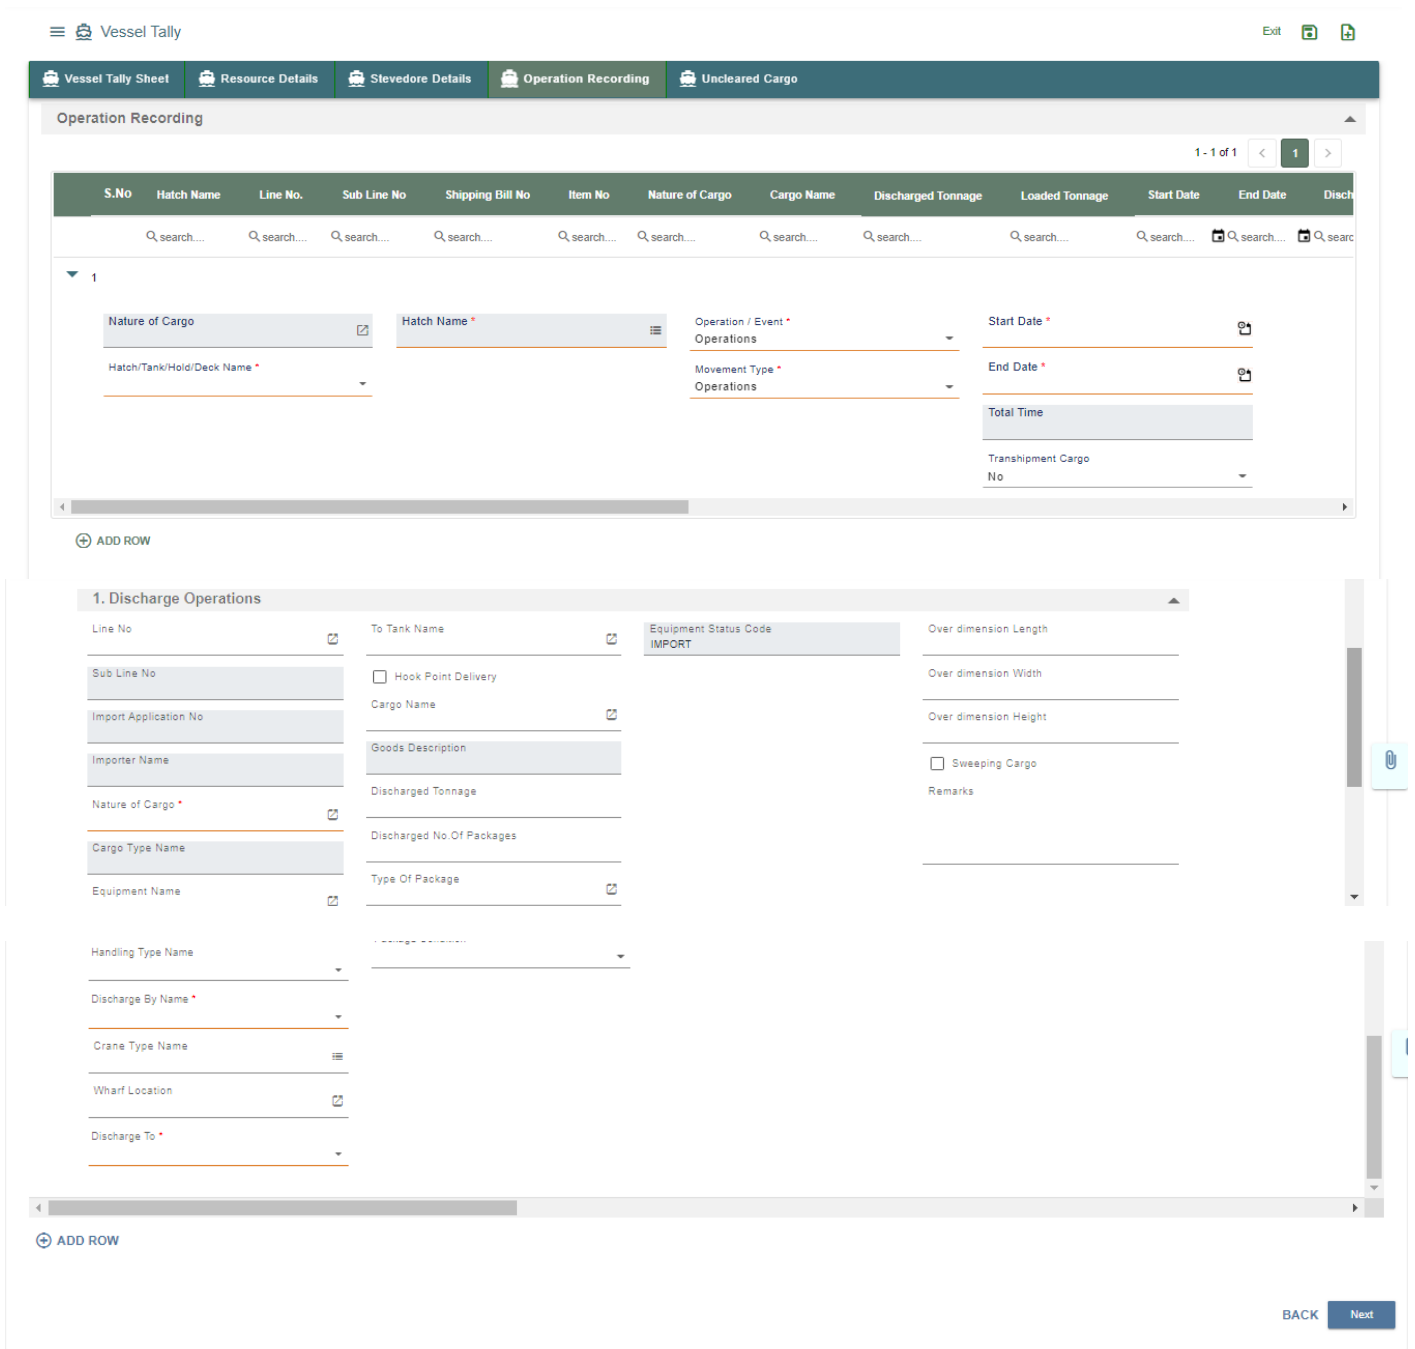 Vessel Tally
Exit
Vessel Tally Sheet Resource Details Stevedore Details Operation Recording Uncleared Cargo
Operation Recording
1 - 1 of 1 < 1 >
S.No Hatch Name Line No. Sub Line No Shipping Bill No Item No Nature of Cargo Cargo Name Discharged Tonnage Loaded Tonnage Start Date End Date Disch
search.... search.... search.... search.... search.... search.... search.... search.... search.... search.... search.... searc
1
Nature of Cargo Hatch Name * Operation / Event * Start Date *
Operations
Hatch/Tank/Hold/Deck Name * Movement Type * End Date *
Operations
Total Time
Transhipment Cargo
No
ADD ROW
1. Discharge Operations
Line No To Tank Name Equipment Status Code Over dimension Length
IMPORT
Sub Line No Hook Point Delivery Over dimension Width
Cargo Name
Import Application No Over dimension Height
Goods Description
Importer Name Sweeping Cargo
Discharged Tonnage Remarks
Nature of Cargo *
Discharged No.Of Packages
Cargo Type Name
Type Of Package
Equipment Name
Package Condition
Handling Type Name
Discharge By Name *
Crane Type Name
Wharf Location
Discharge To *
ADD ROW
BACK Next